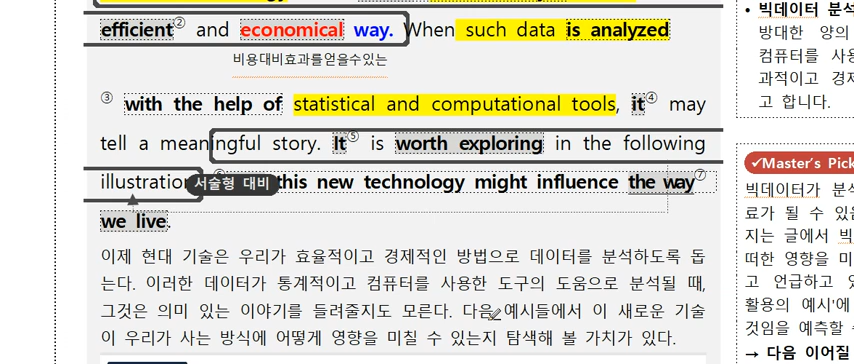 efficient② and economical way. When such data is analyzed
비용대비효과를얻을수있는
③ with the help of statistical and computational tools, it④ may
tell a meaningful story. It⑤ is worth exploring in the following
illustration
서술형 대비
this new technology might influence the way⑦
we live.
이제 현대 기술은 우리가 효율적이고 경제적인 방법으로 데이터를 분석하도록 돕
는다. 이러한 데이터가 통계적이고 컴퓨터를 사용한 도구의 도움으로 분석될 때,
그것은 의미 있는 이야기를 들려줄지도 모른다. 다음 예시들에서 이 새로운 기술
이 우리가 사는 방식에 어떻게 영향을 미칠 수 있는지 탐색해 볼 가치가 있다.
• 빅데이터 분석
방대한 양의
컴퓨터를 사용
과적이고 경제
고 합니다.
✓Master's Pick
빅데이터가 분석
료가 될 수 있
지는 글에서 빅
떠한 영향을 미
고 언급하고 있
활용의 예시'에
것임을 예측할 수
→ 다음 이어질